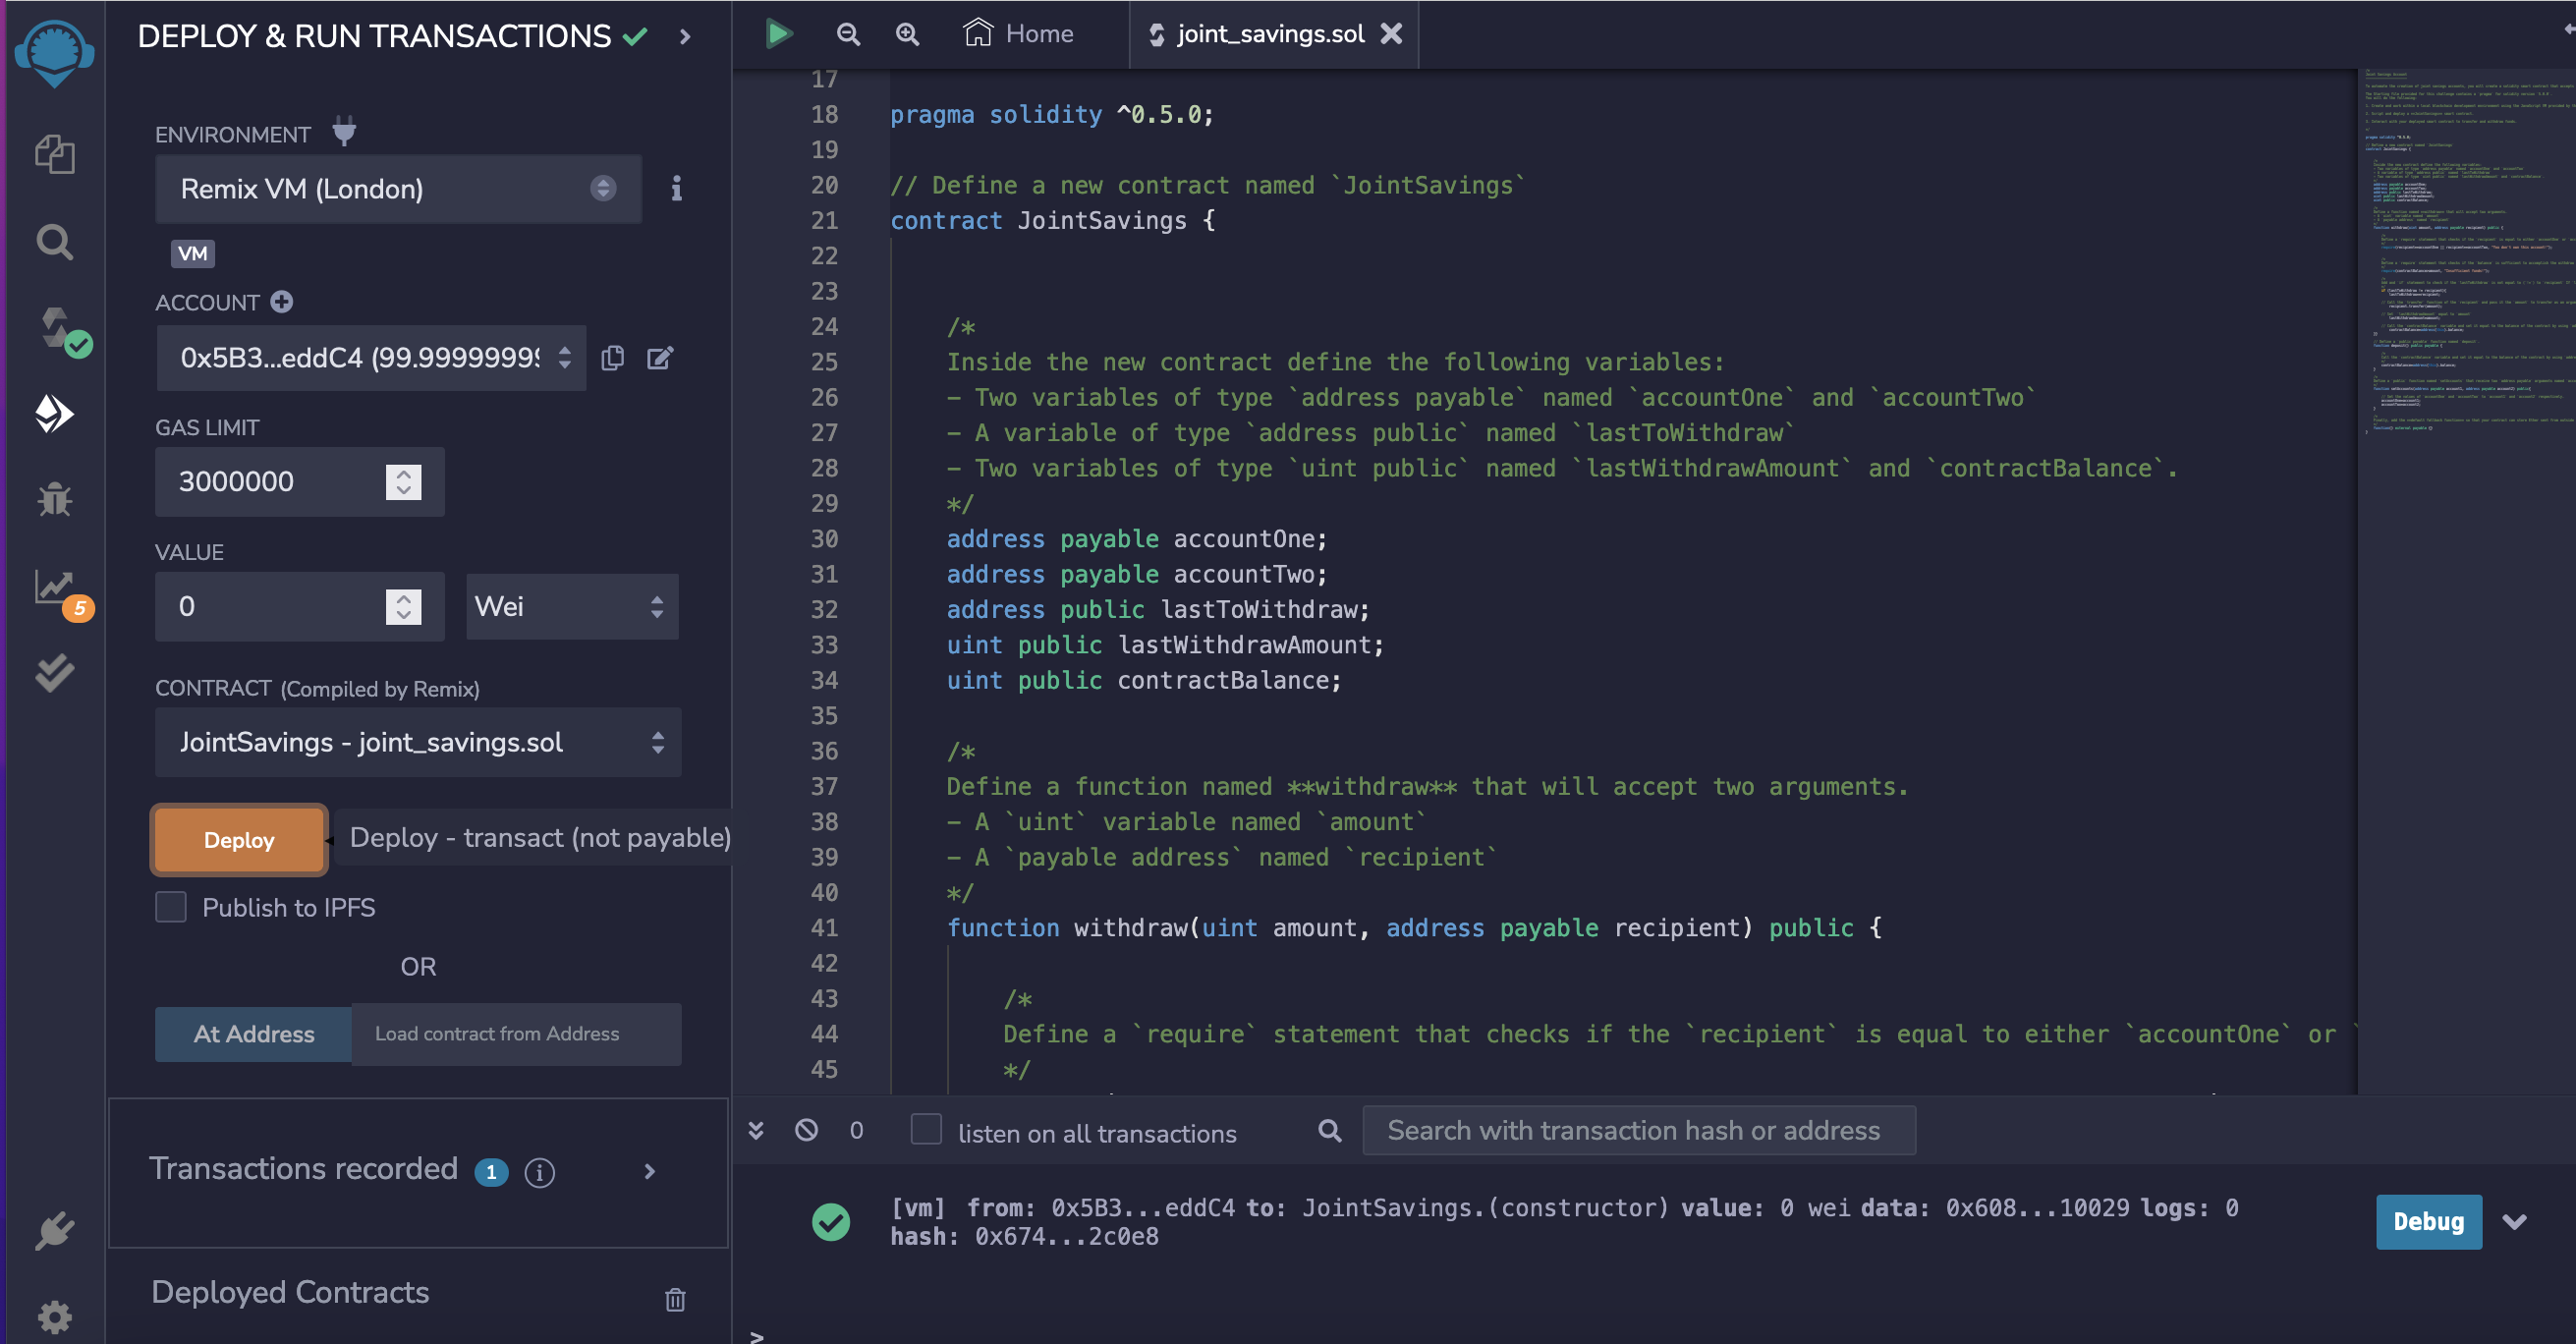 DEPLOY & RUN TRANSACTIONS
ENVIRONMENT
Remix VM (London)
VM
ACCOUNT
0x5B3...eddC4 (99.9999999
GAS LIMIT
3000000
VALUE
0 Wei
CONTRACT (Compiled by Remix)
JointSavings - joint_savings.sol
Deploy
Deploy - transact (not payable)
Publish to IPFS
OR
At Address
Load contract from Address
Transactions recorded 1
Deployed Contracts
5
Home
joint_savings.sol
17
18 pragma solidity ^0.5.0;
19
20 // Define a new contract named `JointSavings`
21 contract JointSavings {
22
23
24 /*
25 Inside the new contract define the following variables:
26 - Two variables of type `address payable` named `accountOne` and `accountTwo`
27 - A variable of type `address public` named `lastToWithdraw`
28 - Two variables of type `uint public` named `lastWithdrawAmount` and `contractBalance`.
29 */
30 address payable accountOne;
31 address payable accountTwo;
32 address public lastToWithdraw;
33 uint public lastWithdrawAmount;
34 uint public contractBalance;
35
36 /*
37 Define a function named **withdraw** that will accept two arguments.
38 - A `uint` variable named `amount`
39 - A `payable address` named `recipient`
40 */
41 function withdraw(uint amount, address payable recipient) public {
42
43 /*
44 Define a `require` statement that checks if the `recipient` is equal to either `accountOne` or `
45 */
0 listen on all transactions
Search with transaction hash or address
[vm] from: 0x5B3...eddC4 to: JointSavings.(constructor) value: 0 wei data: 0x608...10029 logs: 0
hash: 0x674...2c0e8
Debug
>